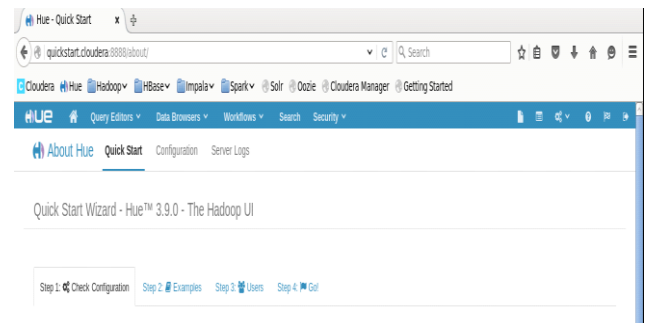 Hue - Quick Start x
quickstart.cloudera:8888/about/ Search
Cloudera Hue Hadoop HBase Impala Spark Solr Oozie Cloudera Manager Getting Started
HUE Query Editors Data Browsers Workflows Search Security
About Hue Quick Start Configuration Server Logs
Quick Start Wizard - Hue™ 3.9.0 - The Hadoop UI
Step 1: Check Configuration Step 2: Examples Step 3: Users Step 4: Go!